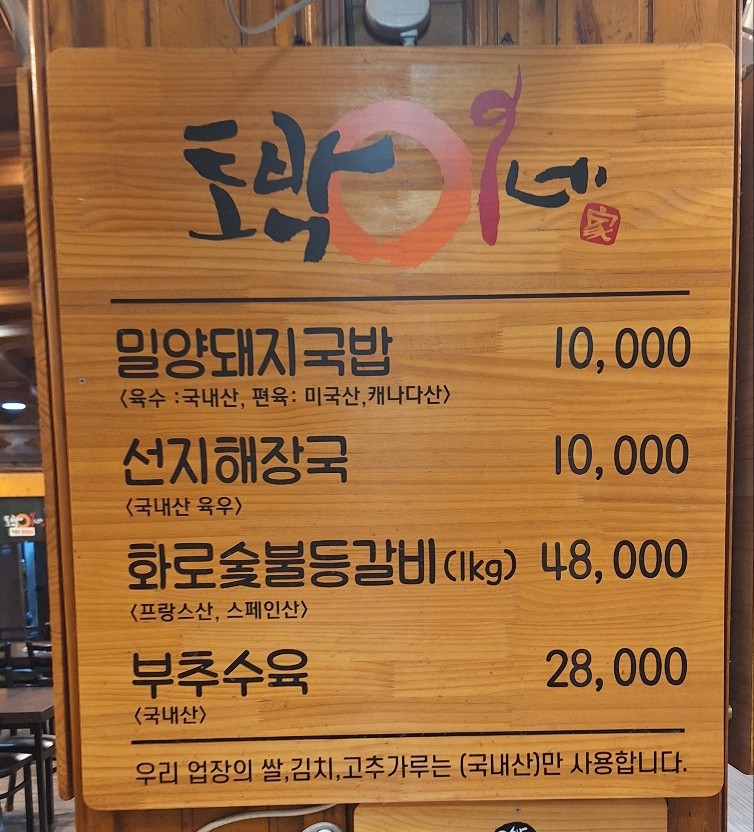 토박이네
家
밀양돼지국밥 10,000
<육수 :국내산, 편육: 미국산,캐나다산>
선지해장국 10,000
<국내산 육우>
화로숯불등갈비(1kg) 48,000
<프랑스산, 스페인산>
부추수육 28,000
<국내산>
우리 업장의 쌀,김치,고추가루는 (국내산)만 사용합니다.